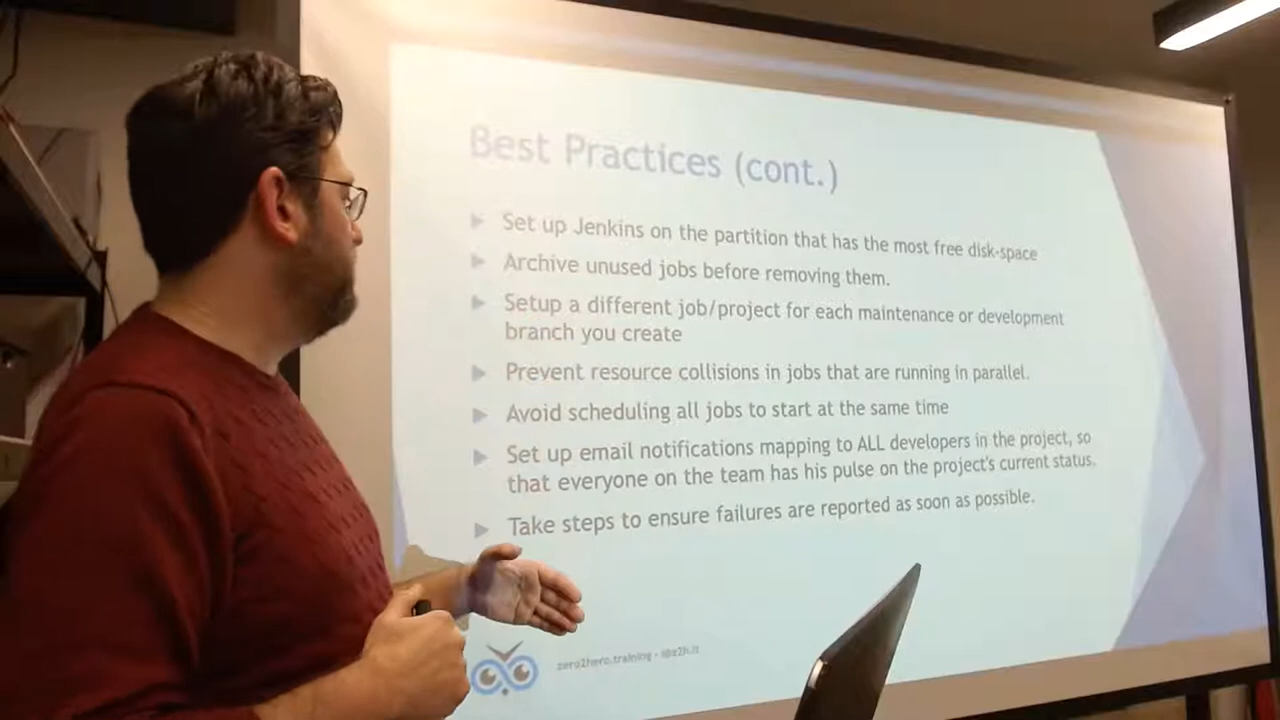 Best Practices (cont.)
Set up Jenkins on the partition that has the most free disk-space
Archive unused jobs before removing them.
Setup a different job/project for each maintenance or development
branch you create
Prevent resource collisions in jobs that are running in parallel.
Avoid scheduling all jobs to start at the same time
Set up email notifications mapping to ALL developers in the project, so
that everyone on the team has his pulse on the project's current status.
Take steps to ensure failures are reported as soon as possible.
zero2hero.training -